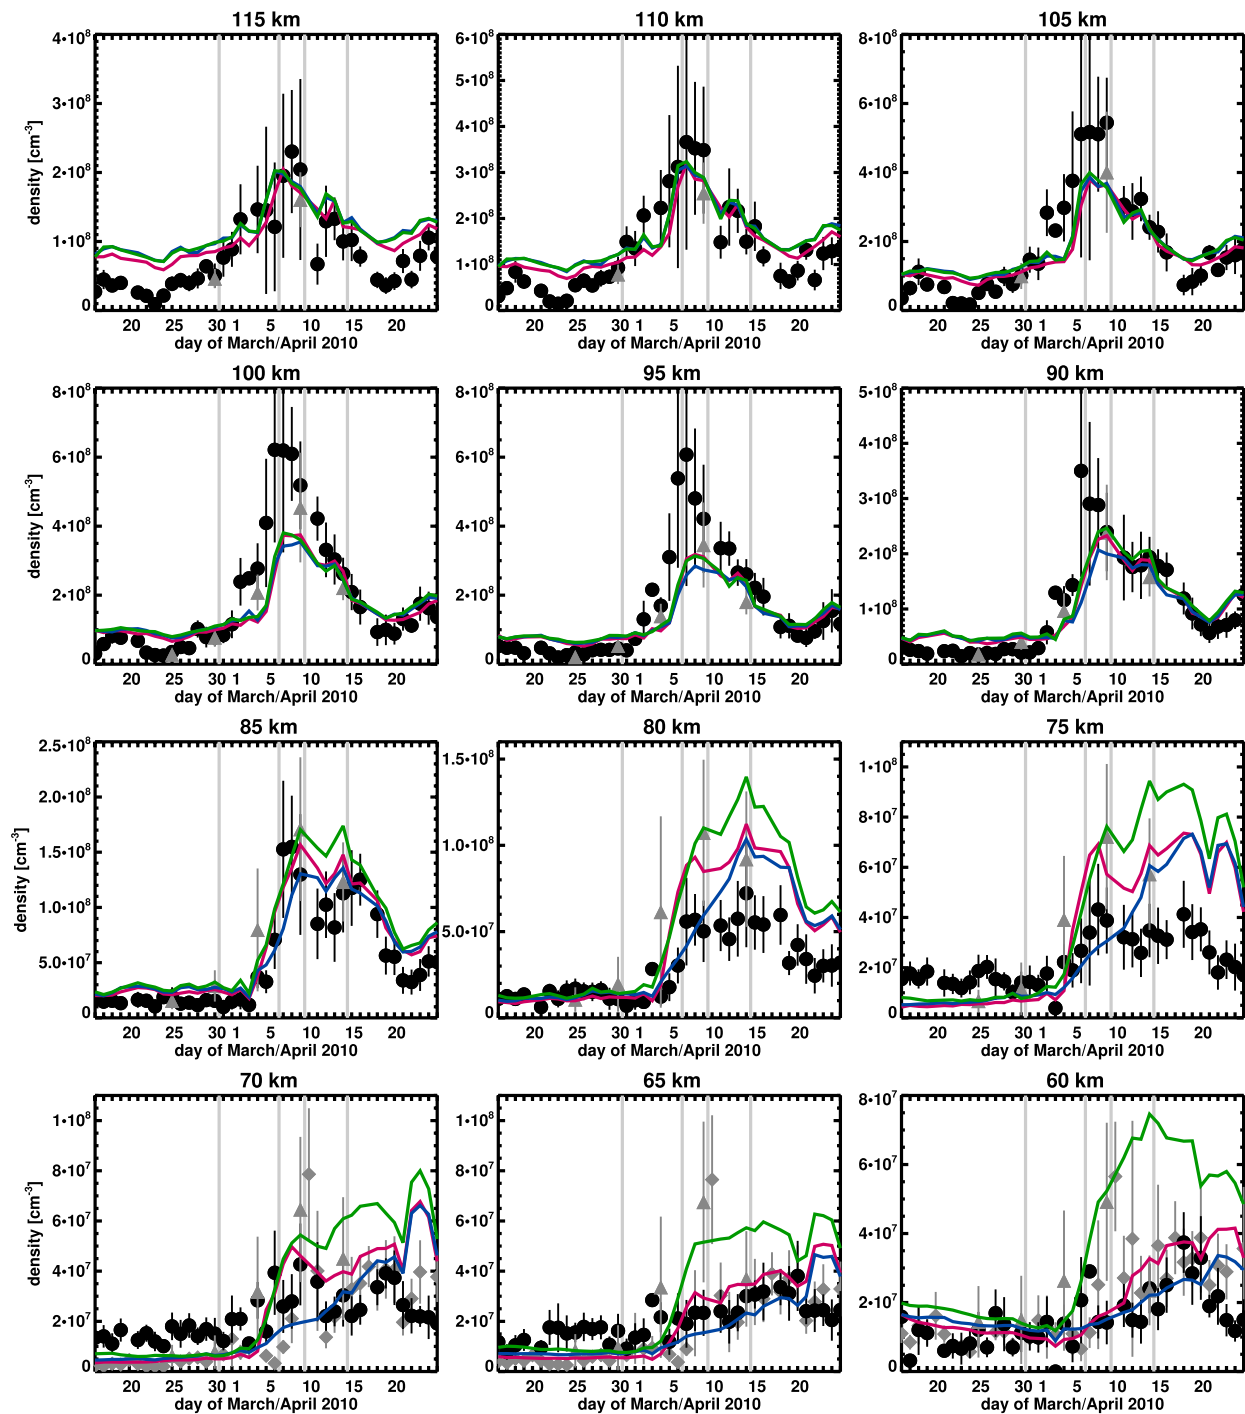 115 km
110 km
105 km
4•10⁸
3•10⁸
2•10⁸
1•10⁸
0
6•10⁸
5•10⁸
4•10⁸
3•10⁸
2•10⁸
1•10⁸
0
8•10⁸
6•10⁸
4•10⁸
2•10⁸
0
density [cm⁻³]
20 25 30 1 5 10 15 20
20 25 30 1 5 10 15 20
20 25 30 1 5 10 15 20
day of March/April 2010
day of March/April 2010
day of March/April 2010
100 km
95 km
90 km
8•10⁸
6•10⁸
4•10⁸
2•10⁸
0
8•10⁸
6•10⁸
4•10⁸
2•10⁸
0
5•10⁸
4•10⁸
3•10⁸
2•10⁸
1•10⁸
0
density [cm⁻³]
20 25 30 1 5 10 15 20
20 25 30 1 5 10 15 20
20 25 30 1 5 10 15 20
day of March/April 2010
day of March/April 2010
day of March/April 2010
85 km
80 km
75 km
2.5•10⁸
2.0•10⁸
1.5•10⁸
1.0•10⁸
5.0•10⁷
0
1.5•10⁸
1.0•10⁸
5.0•10⁷
0
1•10⁸
8•10⁷
6•10⁷
4•10⁷
2•10⁷
0
density [cm⁻³]
20 25 30 1 5 10 15 20
20 25 30 1 5 10 15 20
20 25 30 1 5 10 15 20
day of March/April 2010
day of March/April 2010
day of March/April 2010
70 km
65 km
60 km
1•10⁸
8•10⁷
6•10⁷
4•10⁷
2•10⁷
0
1•10⁸
8•10⁷
6•10⁷
4•10⁷
2•10⁷
0
8•10⁷
6•10⁷
4•10⁷
2•10⁷
0
density [cm⁻³]
20 25 30 1 5 10 15 20
20 25 30 1 5 10 15 20
20 25 30 1 5 10 15 20
day of March/April 2010
day of March/April 2010
day of March/April 2010